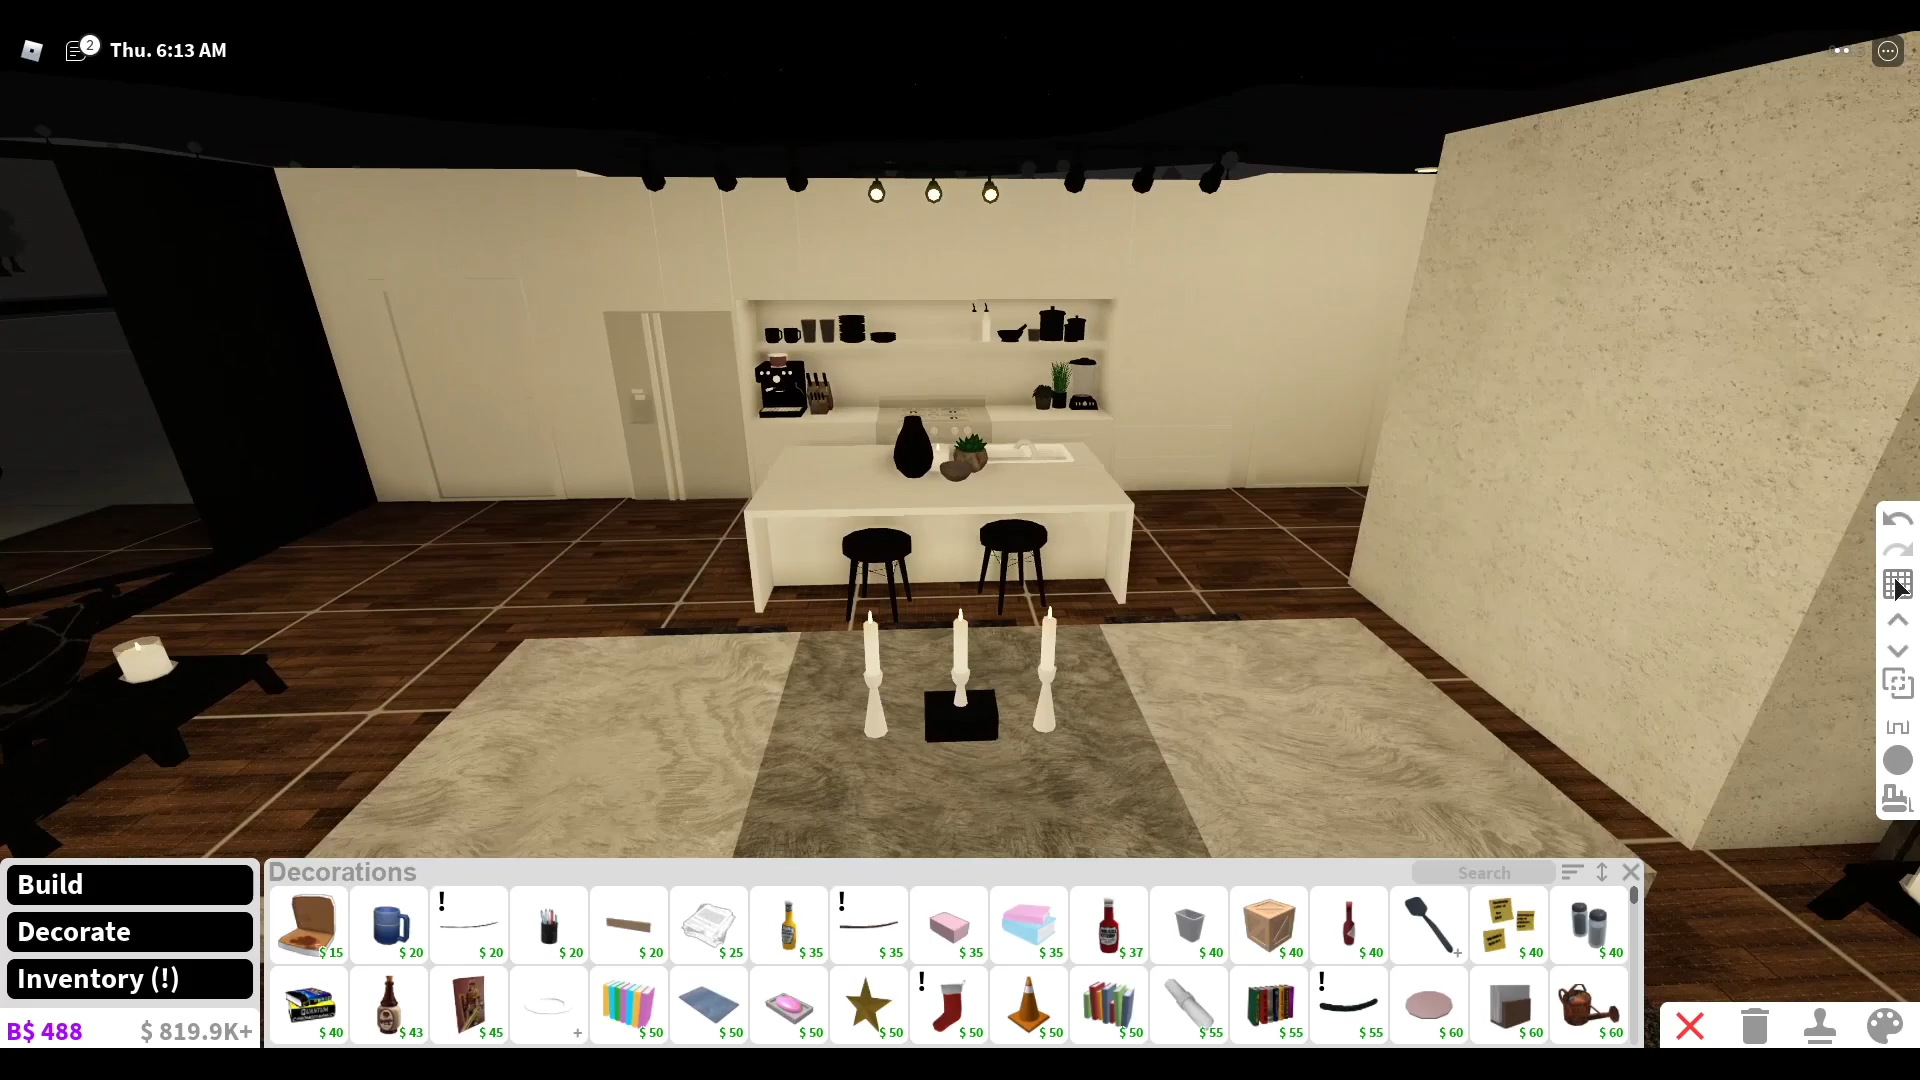 2
Thu. 6:13 AM
Build
Decorate
Inventory (!)
B$ 488 $ 819.9K+
Decorations
Search
! !
$ 15 $ 20 $ 20 $ 20 $ 20 $ 25 $ 35 $ 35 $ 35 $ 35 $ 37 $ 40 $ 40 $ 40 + $ 40 $ 40
! !
$ 40 $ 43 $ 45 + $ 50 $ 50 $ 50 $ 50 $ 50 $ 50 $ 50 $ 55 $ 55 $ 55 $ 60 $ 60 $ 60